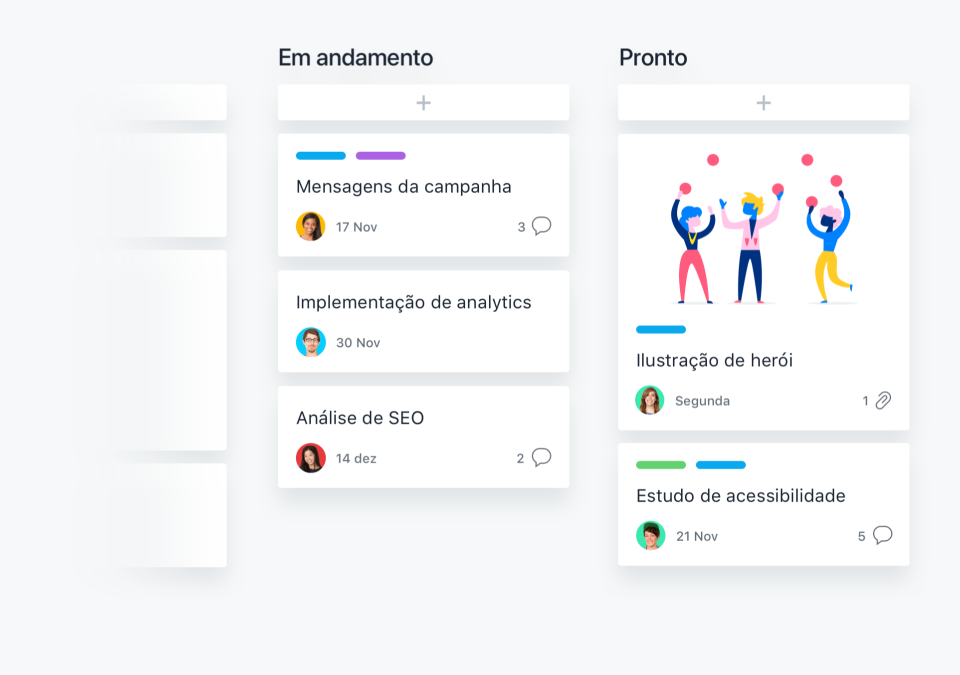 Em andamento
+
Mensagens da campanha
17 Nov 3
Implementação de analytics
30 Nov
Análise de SEO
14 dez 2
Pronto
+
Ilustração de herói
Segunda 1
Estudo de acessibilidade
21 Nov 5